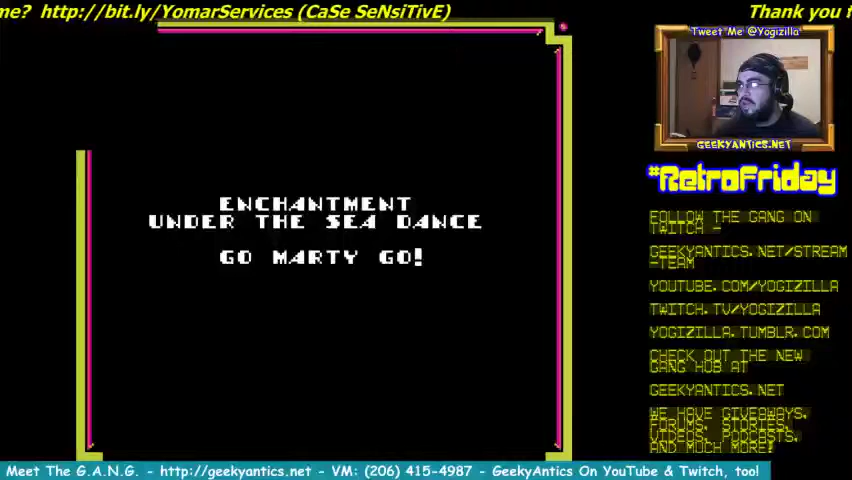 me? http://bit.ly/YomarServices (CaSe SeNSiTivE)
Thank you f
Tweet Me @Yogizilla
GEEKYANTICS.NET
#RetroFriday
ENCHANTMENT
UNDER THE SEA DANCE
GO MARTY GO!
FOLLOW THE GANG ON
TWITCH -
GEEKYANTICS.NET/STREAM
-TEAM
YOUTUBE.COM/YOGIZILLA
TWITCH.TV/YOGIZILLA
YOGIZILLA.TUMBLR.COM
CHECK OUT THE NEW
GANG HUB AT
GEEKYANTICS.NET
WE HAVE GIVEAWAYS,
FORUMS, STORIES,
VIDEOS, PODCASTS,
AND MUCH MORE!
Meet The G.A.N.G. - http://geekyantics.net - VM: (206) 415-4987 - GeekyAntics On YouTube & Twitch, too!